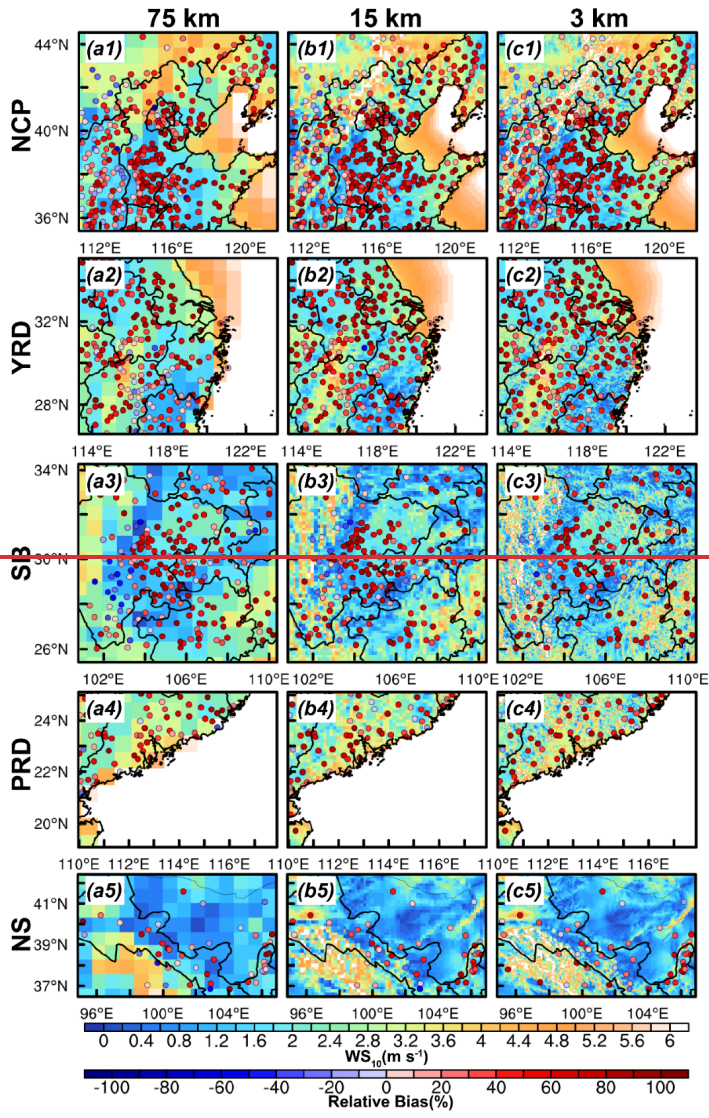 75 km 15 km 3 km
44°N (a1) (b1) (c1)
NCP
40°N
36°N
112°E 116°E 120°E 112°E 116°E 120°E 112°E 116°E 120°E
(a2) (b2) (c2)
YRD
32°N
28°N
114°E 118°E 122°E 114°E 118°E 122°E 114°E 118°E 122°E
34°N (a3) (b3) (c3)
SB
30°N
26°N
102°E 106°E 110°E 102°E 106°E 110°E 102°E 106°E 110°E
(a4) (b4) (c4)
24°N
PRD
22°N
20°N
110°E 112°E 114°E 116°E 110°E 112°E 114°E 116°E 110°E 112°E 114°E 116°E
(a5) (b5) (c5)
41°N
NS
39°N
37°N
96°E 100°E 104°E 96°E 100°E 104°E 96°E 100°E 104°E
0 0.4 0.8 1.2 1.6 2 2.4 2.8 3.2 3.6 4 4.4 4.8 5.2 5.6 6
WS₁₀(m s⁻¹)
-100 -80 -60 -40 -20 0 20 40 60 80 100
Relative Bias(%)